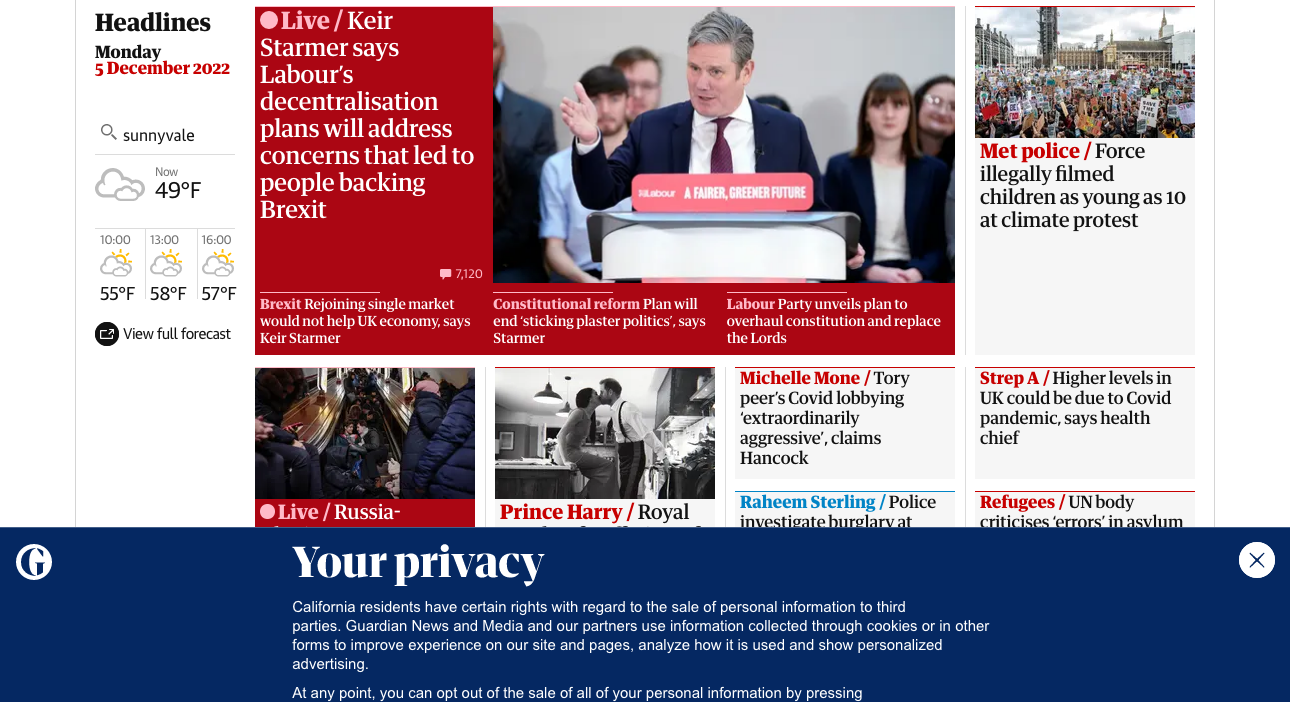 Headlines
Monday
5 December 2022
sunnyvale
Now
49°F
10:00
13:00
16:00
55°F
58°F
57°F
View full forecast
Live / Keir
Starmer says
Labour’s
decentralisation
plans will address
concerns that led to
people backing
Brexit
7,120
Labour A FAIRER, GREENER FUTURE
Brexit Rejoining single market
would not help UK economy, says
Keir Starmer
Constitutional reform Plan will
end ‘sticking plaster politics’, says
Starmer
Labour Party unveils plan to
overhaul constitution and replace
the Lords
Met police / Force
illegally filmed
children as young as 10
at climate protest
Live / Russia-
Prince Harry / Royal
Michelle Mone / Tory
peer’s Covid lobbying
‘extraordinarily
aggressive’, claims
Hancock
Raheem Sterling / Police
investigate burglary at
Strep A / Higher levels in
UK could be due to Covid
pandemic, says health
chief
Refugees / UN body
criticises ‘errors’ in asylum
G
Your privacy
California residents have certain rights with regard to the sale of personal information to third
parties. Guardian News and Media and our partners use information collected through cookies or in other
forms to improve experience on our site and pages, analyze how it is used and show personalized
advertising.
At any point, you can opt out of the sale of all of your personal information by pressing